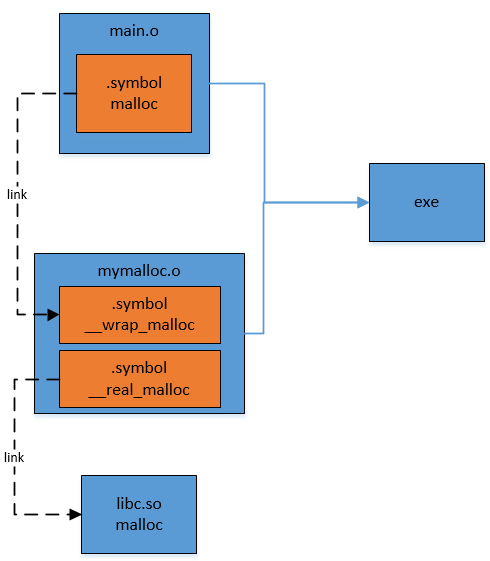 main.o
.symbol
malloc
link
exe
mymalloc.o
.symbol
__wrap_malloc
.symbol
__real_malloc
link
libc.so
malloc